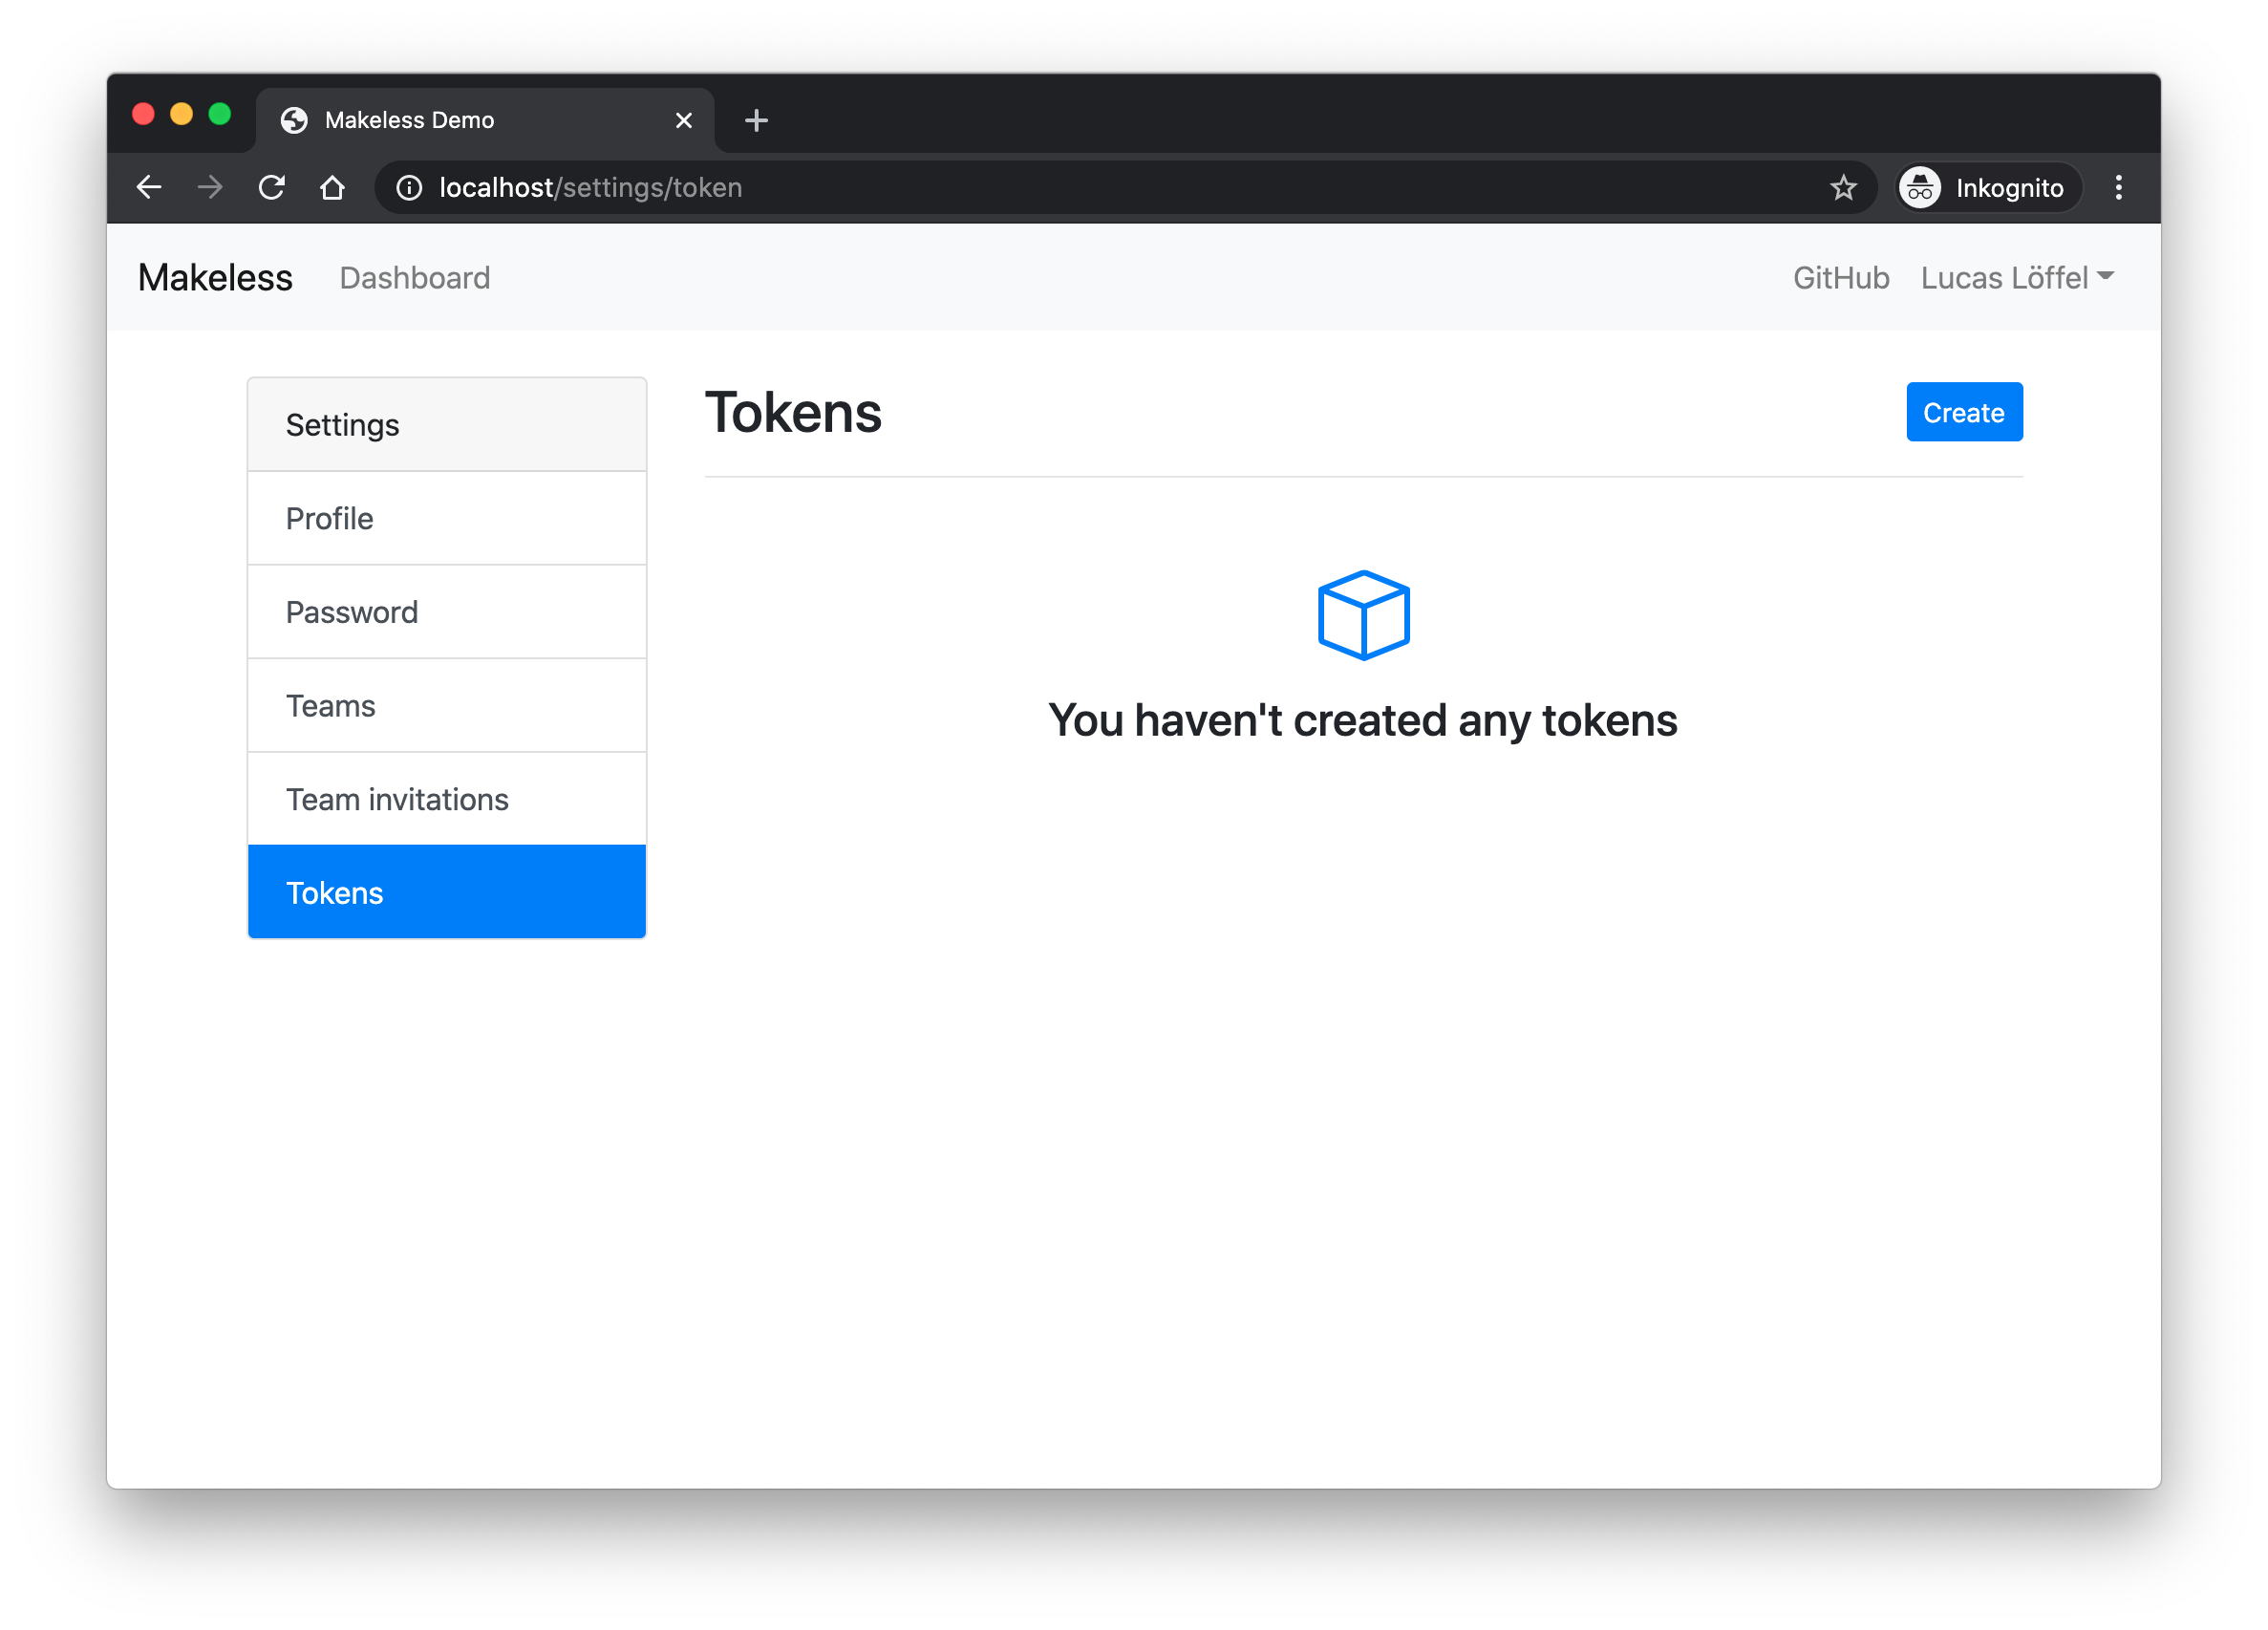 Makeless Demo
localhost/settings/token
Inkognito
Makeless Dashboard GitHub Lucas Löffel
Settings
Profile
Password
Teams
Team invitations
Tokens
Tokens
Create
You haven't created any tokens